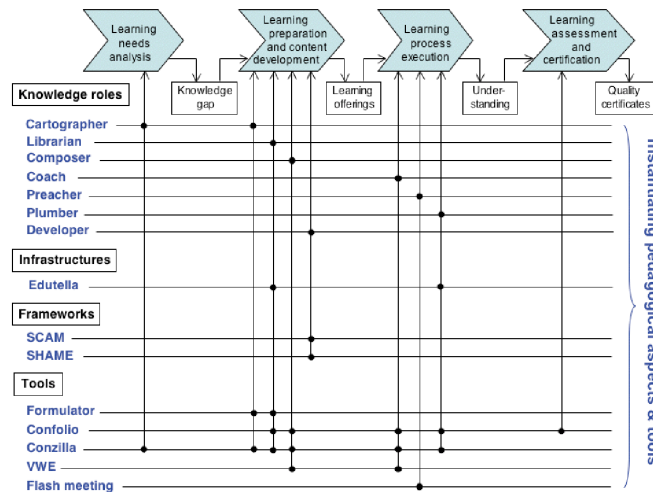 Learning
needs
analysis
Learning
preparation
and content
development
Learning
process
execution
Learning
assessment
and
certification
Knowledge
gap
Learning
offerings
Under-
standing
Quality
certificates
Knowledge roles
Cartographer
Librarian
Composer
Coach
Preacher
Plumber
Developer
Infrastructures
Edutella
Frameworks
SCAM
SHAME
Tools
Formulator
Confolio
Conzilla
VWE
Flash meeting
Instantiating pedagogical aspects & tools